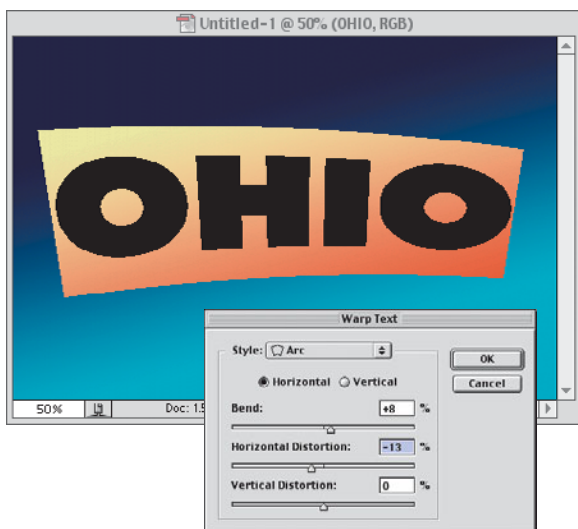 Untitled-1 @ 50% (OHIO, RGB)
OHIO
50%
Doc: 1.5
Warp Text
Style: Arc
Horizontal Vertical
Bend: +8 %
Horizontal Distortion: -13 %
Vertical Distortion: 0 %
OK
Cancel